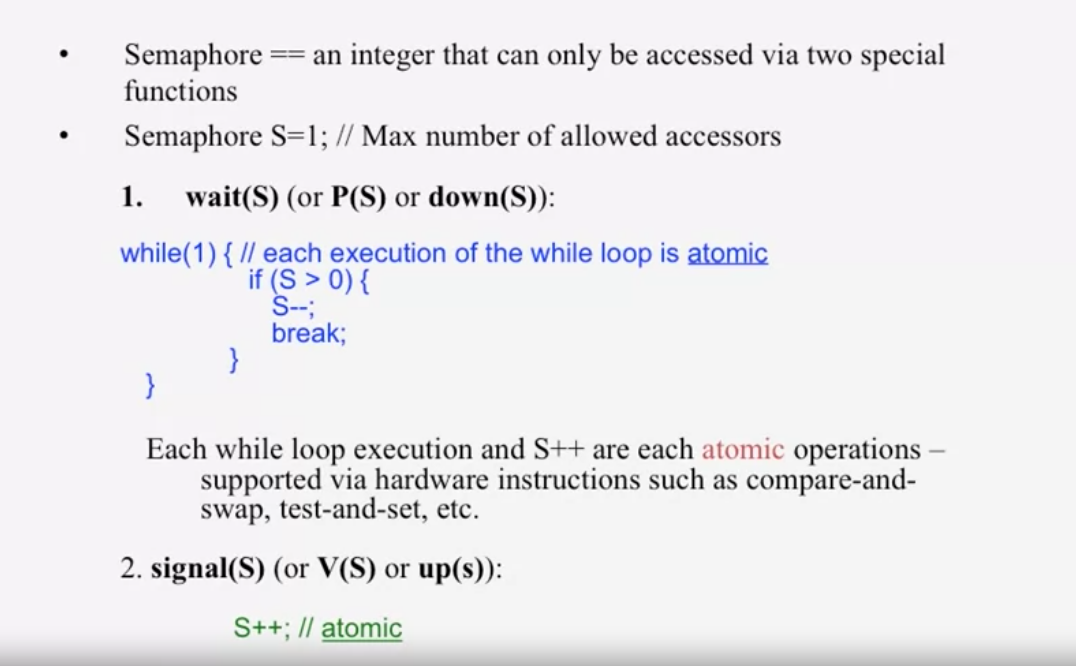 • Semaphore == an integer that can only be accessed via two special
functions
• Semaphore S=1; // Max number of allowed accessors
1. wait(S) (or P(S) or down(S)):
while(1) { // each execution of the while loop is atomic
if (S > 0) {
S--;
break;
}
}
Each while loop execution and S++ are each atomic operations –
supported via hardware instructions such as compare-and-
swap, test-and-set, etc.
2. signal(S) (or V(S) or up(s)):
S++; // atomic